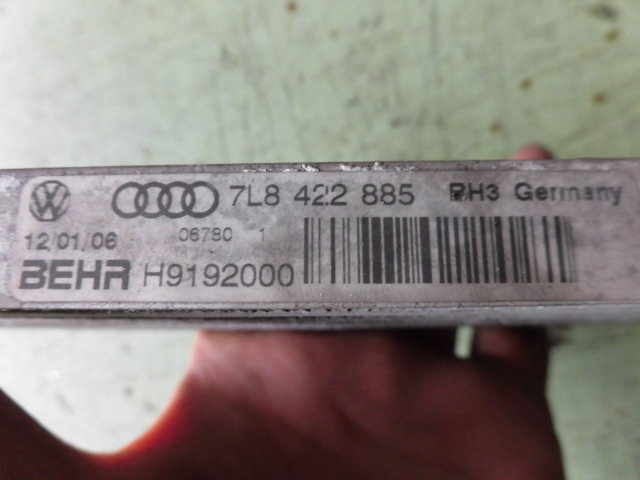 7L8 422 885 BH3 Germany
12/01/06 06780 1
BEHR H9192000